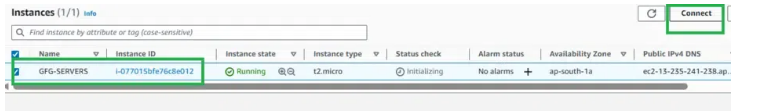 Instances (1/1) Info
Connect
Find instance by attribute or tag (case-sensitive)
Name Instance ID Instance state Instance type Status check Alarm status Availability Zone Public IPv4 DNS
GFG-SERVERS i-077015bfe76c8e012 Running t2.micro Initializing No alarms + ap-south-1a ec2-13-235-241-238.ap...